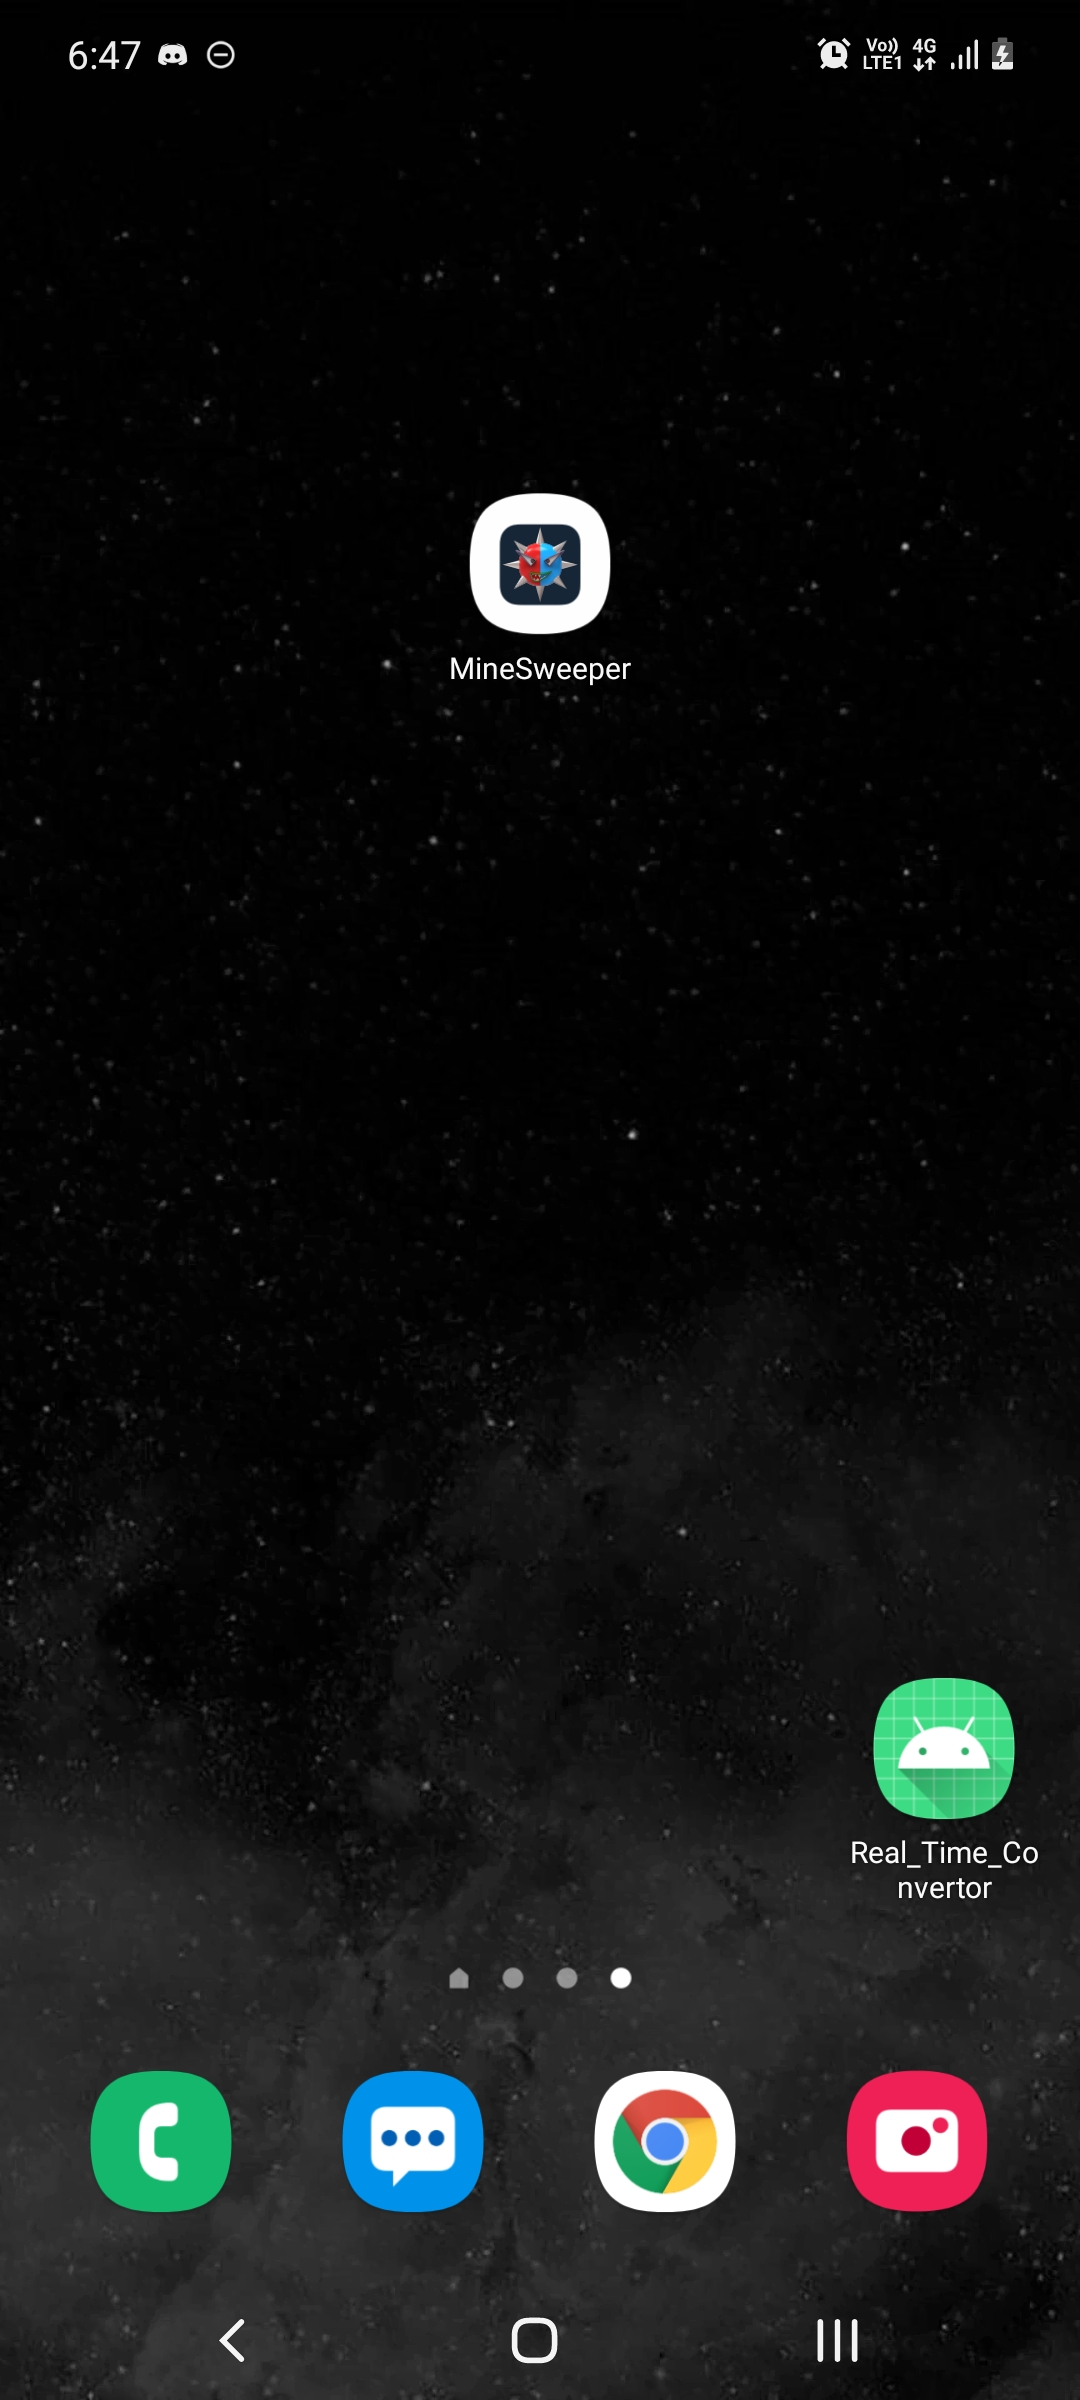 6:47
Vo)) 4G
LTE1
MineSweeper
Real_Time_Co
nvertor